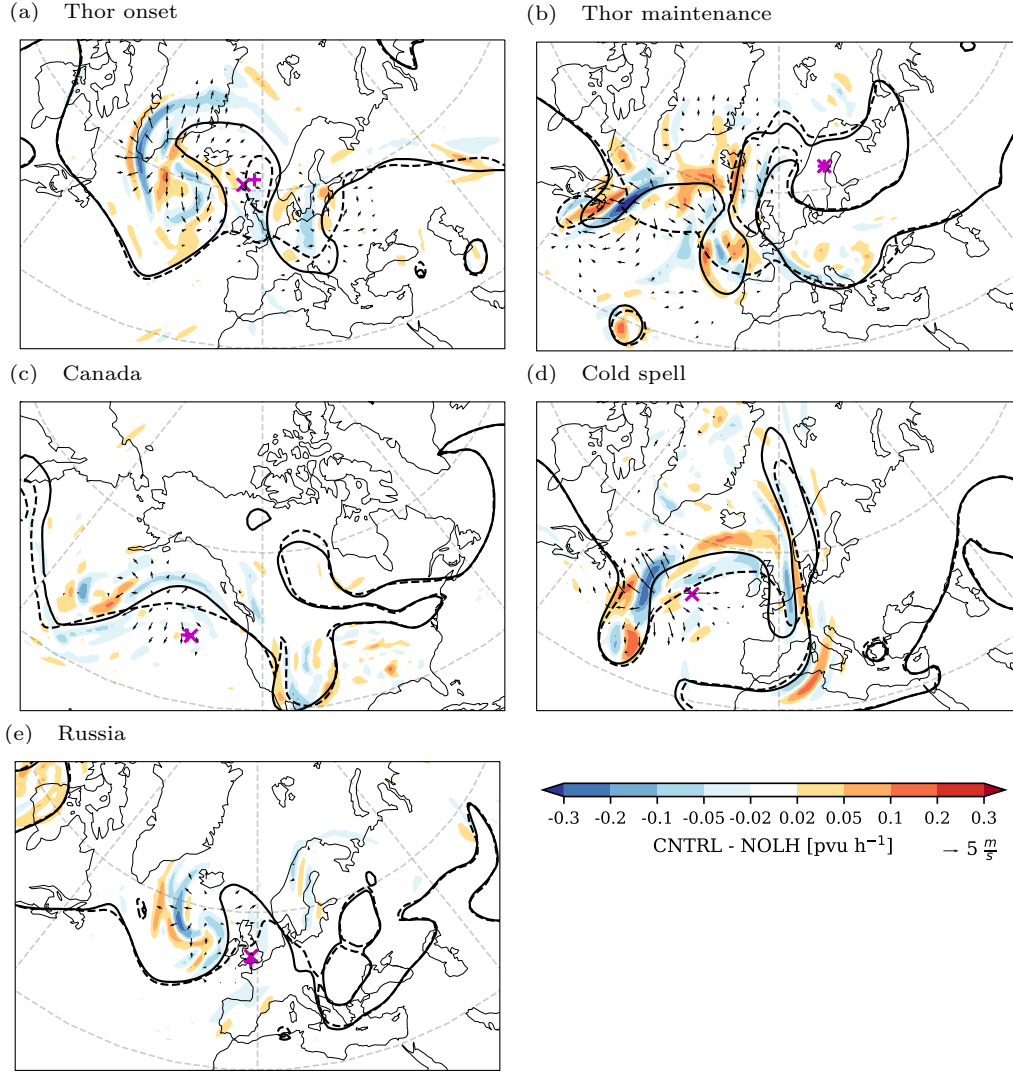 (a) Thor onset
(b) Thor maintenance
(c) Canada
(d) Cold spell
(e) Russia
-0.3 -0.2 -0.1 -0.05 -0.02 0.02 0.05 0.1 0.2 0.3
CNTRL - NOLH [pvu h⁻¹] → 5 m/s